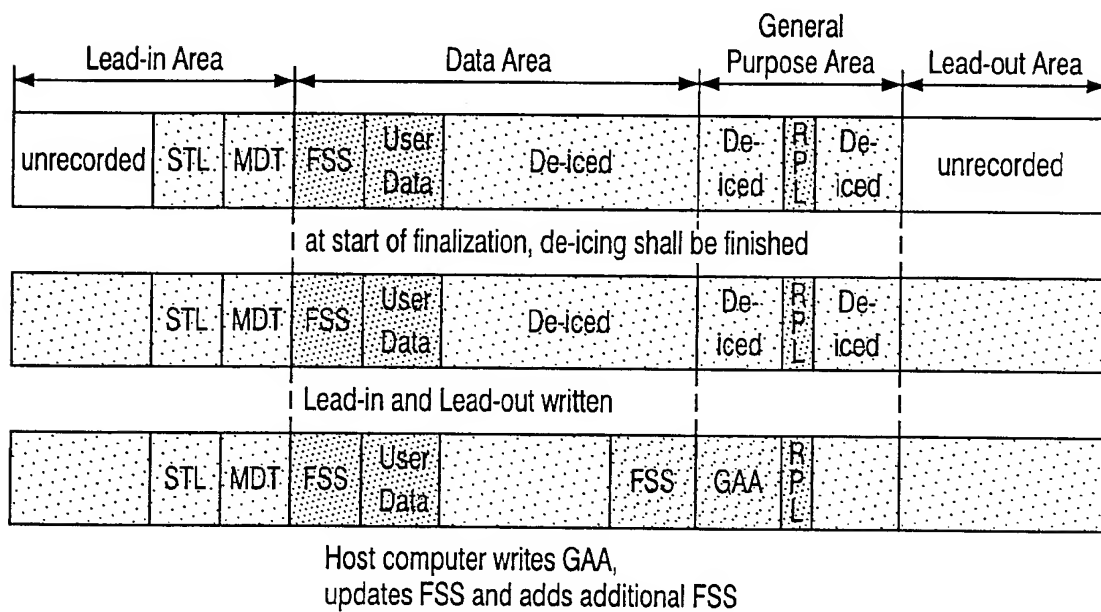 General
Lead-in Area Data Area Purpose Area Lead-out Area
unrecorded STL MDT FSS User Data De-iced De-iced RPL De-iced unrecorded
at start of finalization, de-icing shall be finished
STL MDT FSS User Data De-iced De-iced RPL De-iced
Lead-in and Lead-out written
STL MDT FSS User Data FSS GAA RPL
Host computer writes GAA,
updates FSS and adds additional FSS